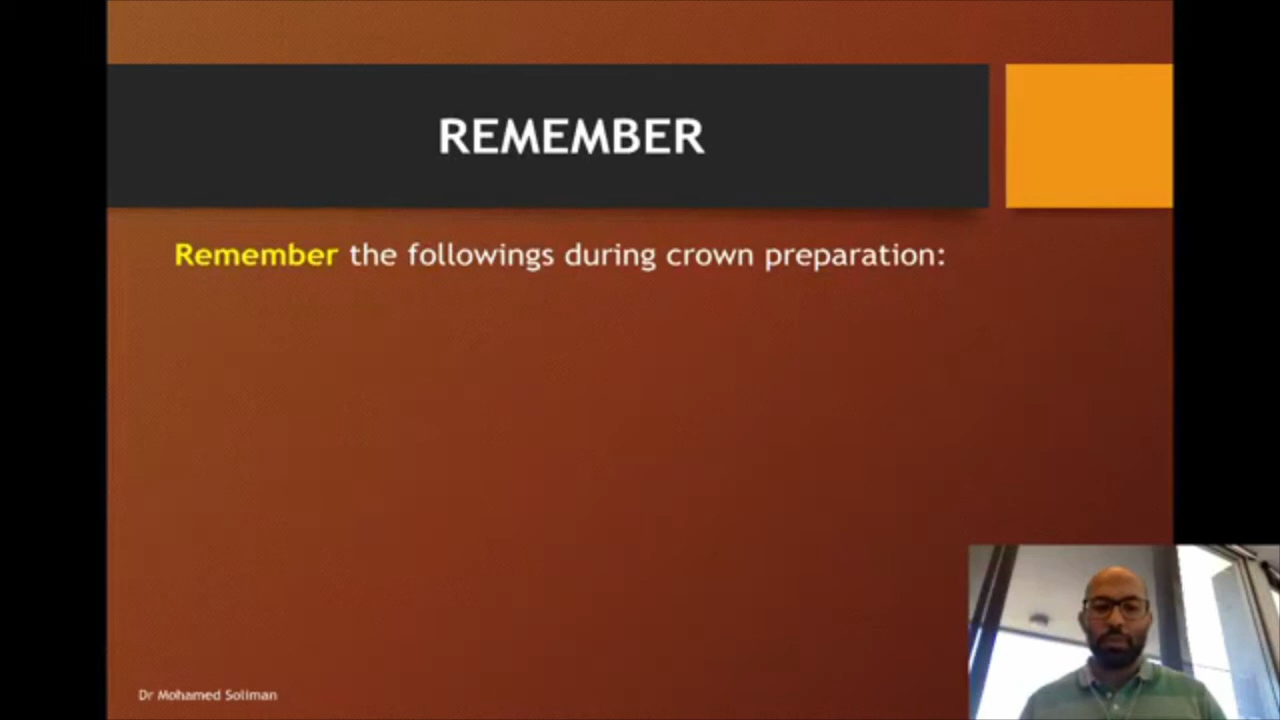 REMEMBER
Remember the followings during crown preparation:
Dr Mohamed Soliman